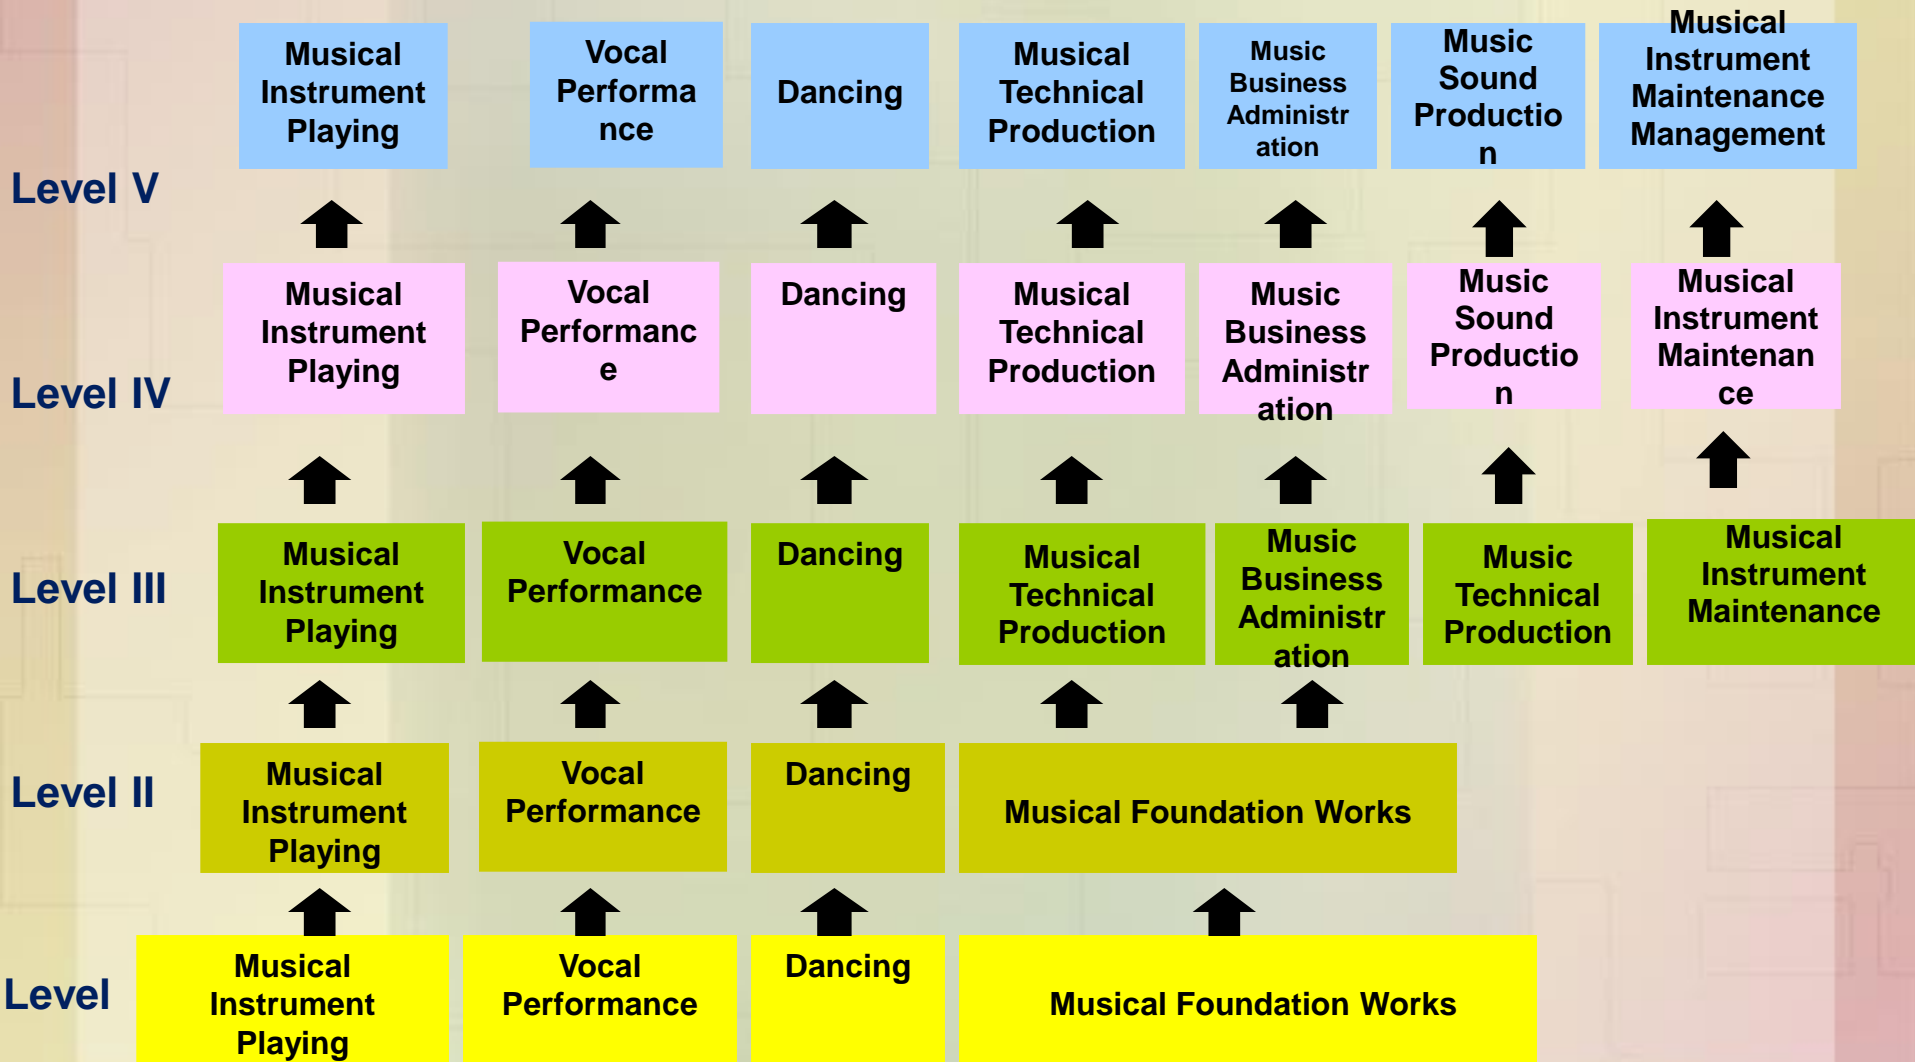 Musical
Instrument
Playing
Vocal
Performa
nce
Dancing
Musical
Technical
Production
Music
Business
Administr
ation
Music
Sound
Productio
n
Musical
Instrument
Maintenance
Management
Level V
Musical
Instrument
Playing
Vocal
Performanc
e
Dancing
Musical
Technical
Production
Music
Business
Administr
ation
Music
Sound
Productio
n
Musical
Instrument
Maintenan
ce
Level IV
Musical
Instrument
Playing
Vocal
Performance
Dancing
Musical
Technical
Production
Music
Business
Administr
ation
Music
Technical
Production
Musical
Instrument
Maintenance
Level III
Musical
Instrument
Playing
Vocal
Performance
Dancing
Musical Foundation Works
Level II
Musical
Instrument
Playing
Vocal
Performance
Dancing
Musical Foundation Works
Level